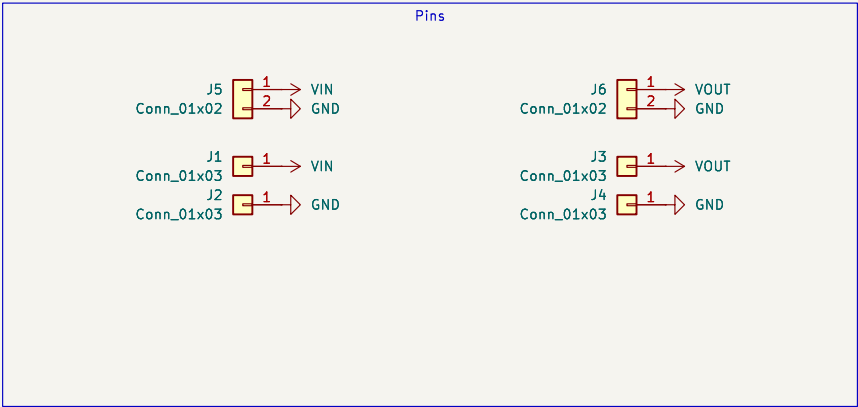 Pins
J5
Conn_01x02
1
2
VIN
GND
J6
Conn_01x02
1
2
VOUT
GND
J1
Conn_01x03
1
VIN
J3
Conn_01x03
1
VOUT
J2
Conn_01x03
1
GND
J4
Conn_01x03
1
GND